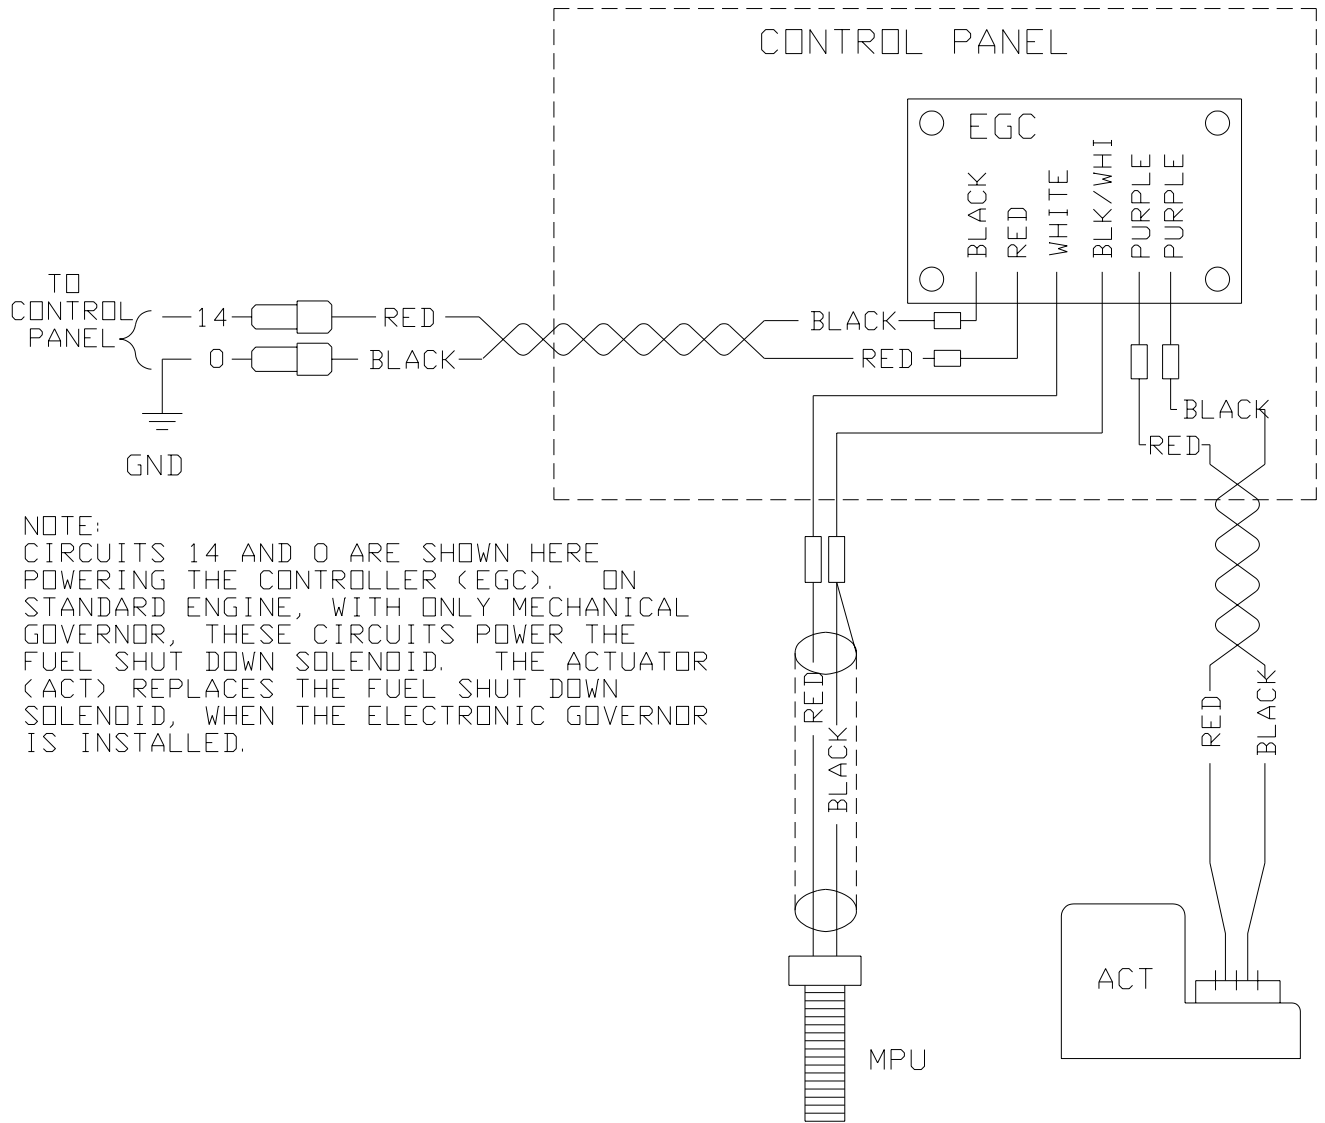 CONTROL PANEL
EGC
BLACK
RED
WHITE
BLK/WHI
PURPLE
PURPLE
TO
CONTROL
PANEL
14
RED
BLACK
0
BLACK
RED
BLACK
RED
GND
NOTE:
CIRCUITS 14 AND 0 ARE SHOWN HERE
POWERING THE CONTROLLER (EGC). ON
STANDARD ENGINE, WITH ONLY MECHANICAL
GOVERNOR, THESE CIRCUITS POWER THE
FUEL SHUT DOWN SOLENOID. THE ACTUATOR
(ACT) REPLACES THE FUEL SHUT DOWN
SOLENOID, WHEN THE ELECTRONIC GOVERNOR
IS INSTALLED.
RED
BLACK
RED
BLACK
ACT
MPU